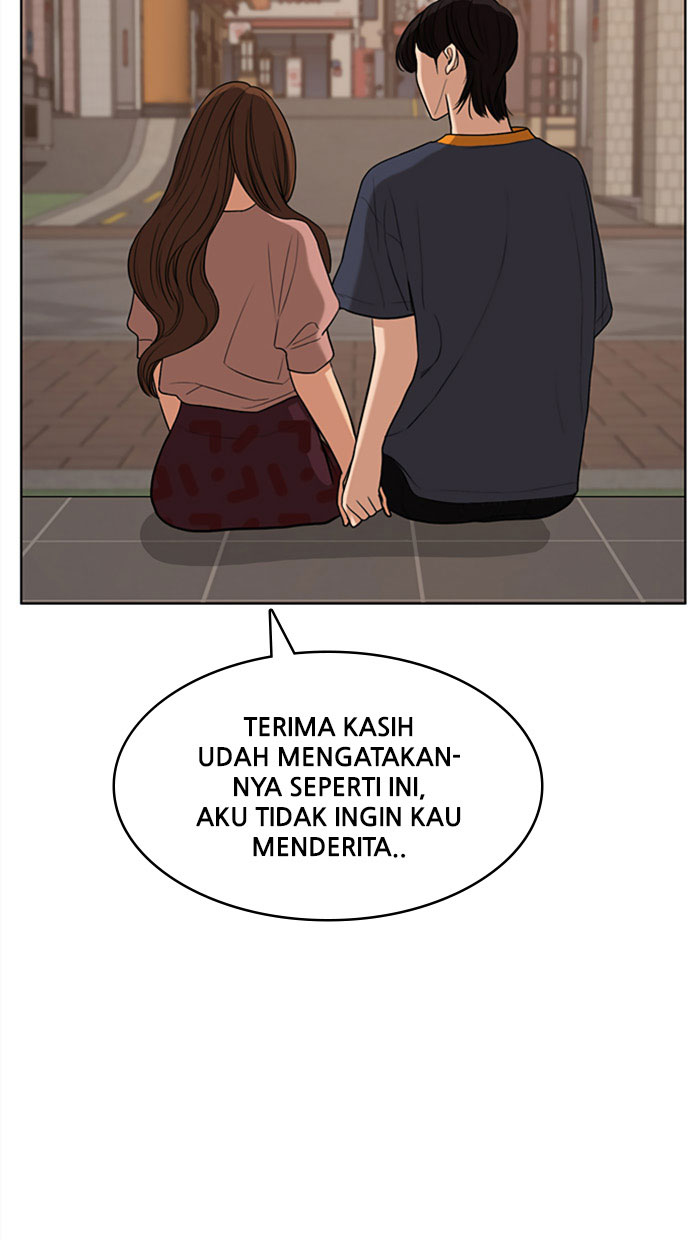 TERIMA KASIH
UDAH MENGATAKAN-
NYA SEPERTI INI,
AKU TIDAK INGIN KAU
MENDERITA..